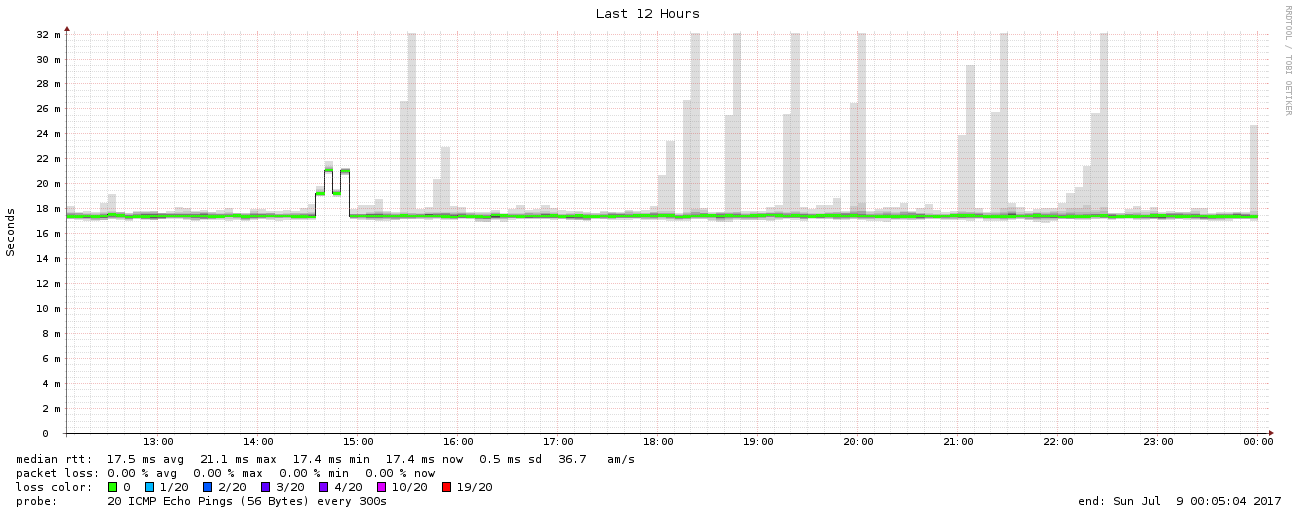 Last 12 Hours
RRDTOOL / TOBI OETIKER
Seconds
32 m
30 m
28 m
26 m
24 m
22 m
20 m
18 m
16 m
14 m
12 m
10 m
8 m
6 m
4 m
2 m
0
13:00 14:00 15:00 16:00 17:00 18:00 19:00 20:00 21:00 22:00 23:00 00:00
median rtt: 17.5 ms avg 21.1 ms max 17.4 ms min 17.4 ms now 0.5 ms sd 36.7 am/s
packet loss: 0.00 % avg 0.00 % max 0.00 % min 0.00 % now
loss color: 0 1/20 2/20 3/20 4/20 10/20 19/20
probe: 20 ICMP Echo Pings (56 Bytes) every 300s end: Sun Jul 9 00:05:04 2017